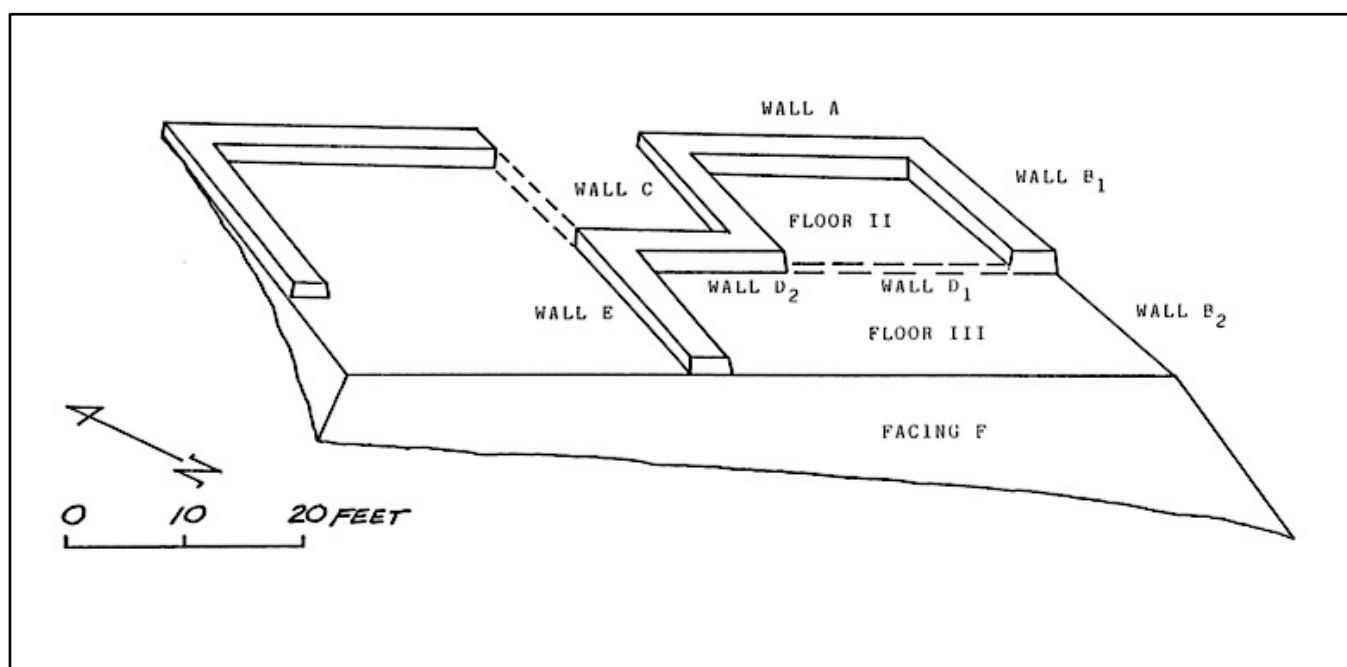 WALL A
WALL B1
WALL C
FLOOR II
WALL D2
WALL D1
WALL B2
WALL E
FLOOR III
FACING F
N
0 10 20 FEET